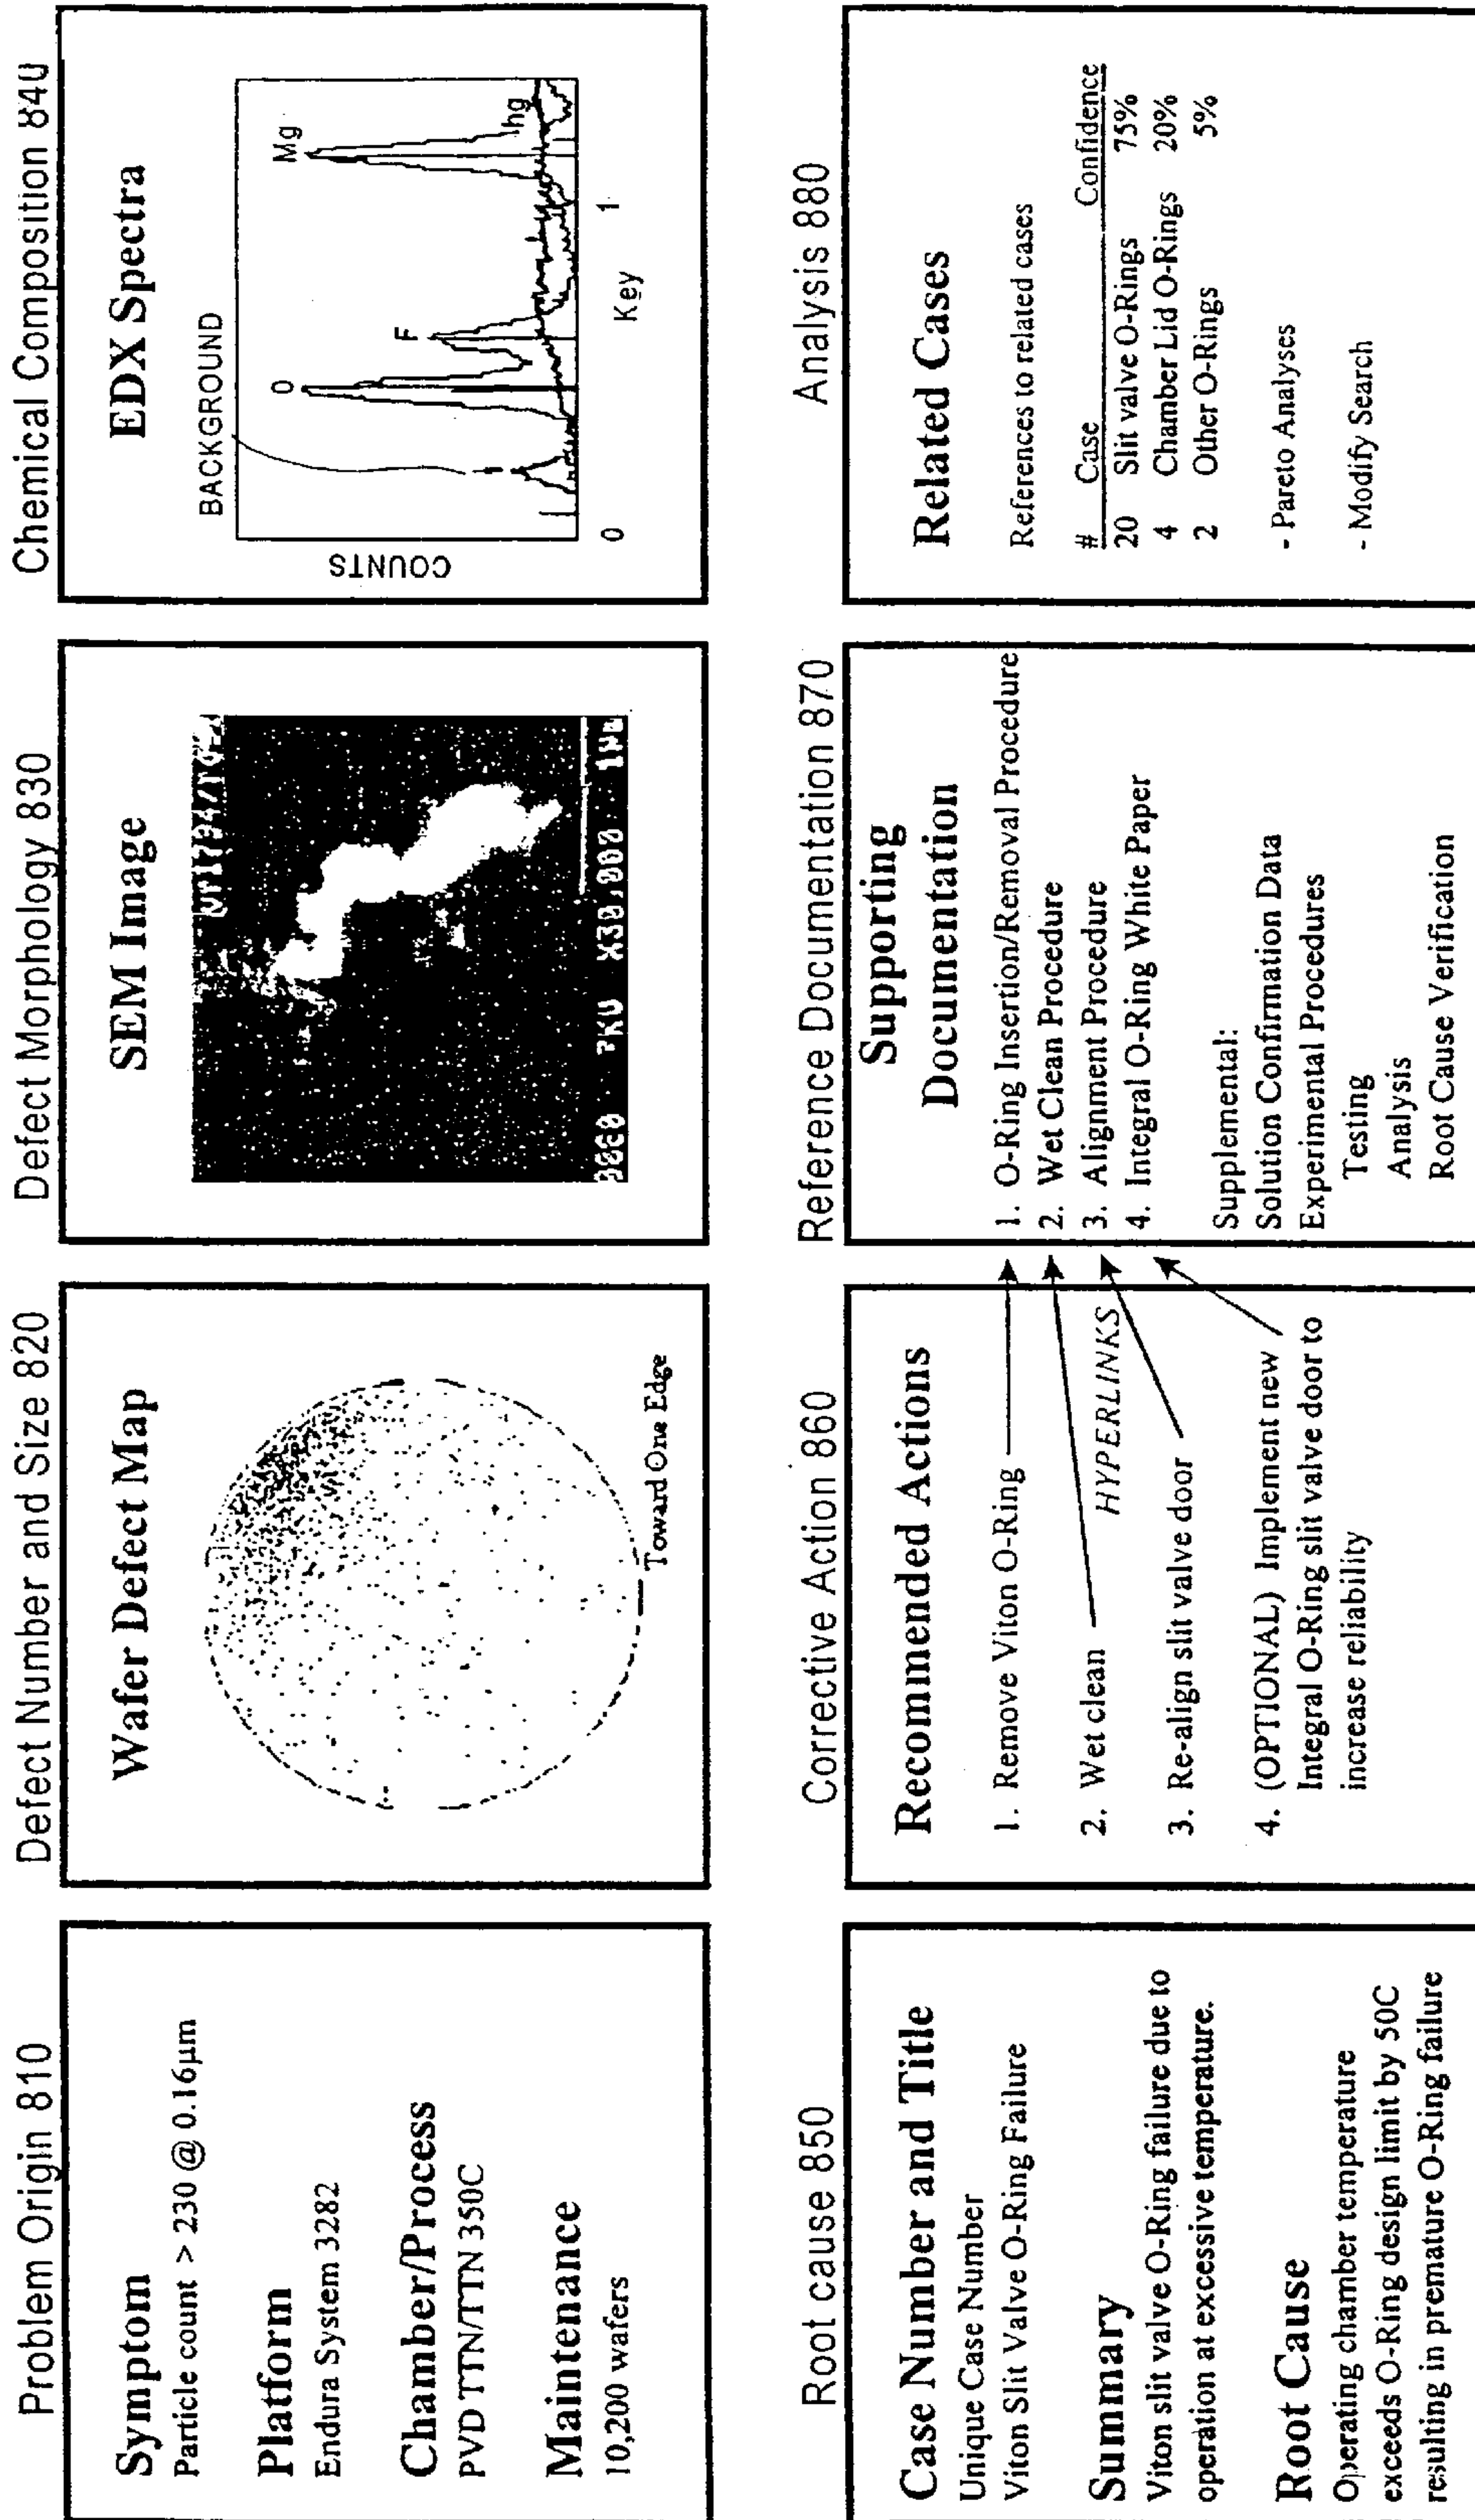 Problem Origin 810
Symptom
Particle count > 230 @ 0.16µm
Platform
Endura System 3282
Chamber/Process
PVD TTTN/TTN 350C
Maintenance
10,200 wafers
Defect Number and Size 820
Wafer Defect Map
Toward One Edge
Defect Morphology 830
SEM Image
X30,000
Chemical Composition 840
EDX Spectra
BACKGROUND
COUNTS
O
F
Mg
hg
0
1
Key
Root cause 850
Case Number and Title
Unique Case Number
Viton Slit Valve O-Ring Failure
Summary
Viton slit valve O-Ring failure due to
operation at excessive temperature.
Root Cause
Operating chamber temperature
exceeds O-Ring design limit by 50C
resulting in premature O-Ring failure
Corrective Action 860
Recommended Actions
1. Remove Viton O-Ring
2. Wet clean
HYPERLINKS
3. Re-align slit valve door
4. (OPTIONAL) Implement new
Integral O-Ring slit valve door to
increase reliability
Reference Documentation 870
Supporting
Documentation
1. O-Ring Insertion/Removal Procedure
2. Wet Clean Procedure
3. Alignment Procedure
4. Integral O-Ring White Paper
Supplemental:
Solution Confirmation Data
Experimental Procedures
Testing
Analysis
Root Cause Verification
Analysis 880
Related Cases
References to related cases
# Case Confidence
20 Slit valve O-Rings 75%
4 Chamber Lid O-Rings 20%
2 Other O-Rings 5%
- Pareto Analyses
- Modify Search